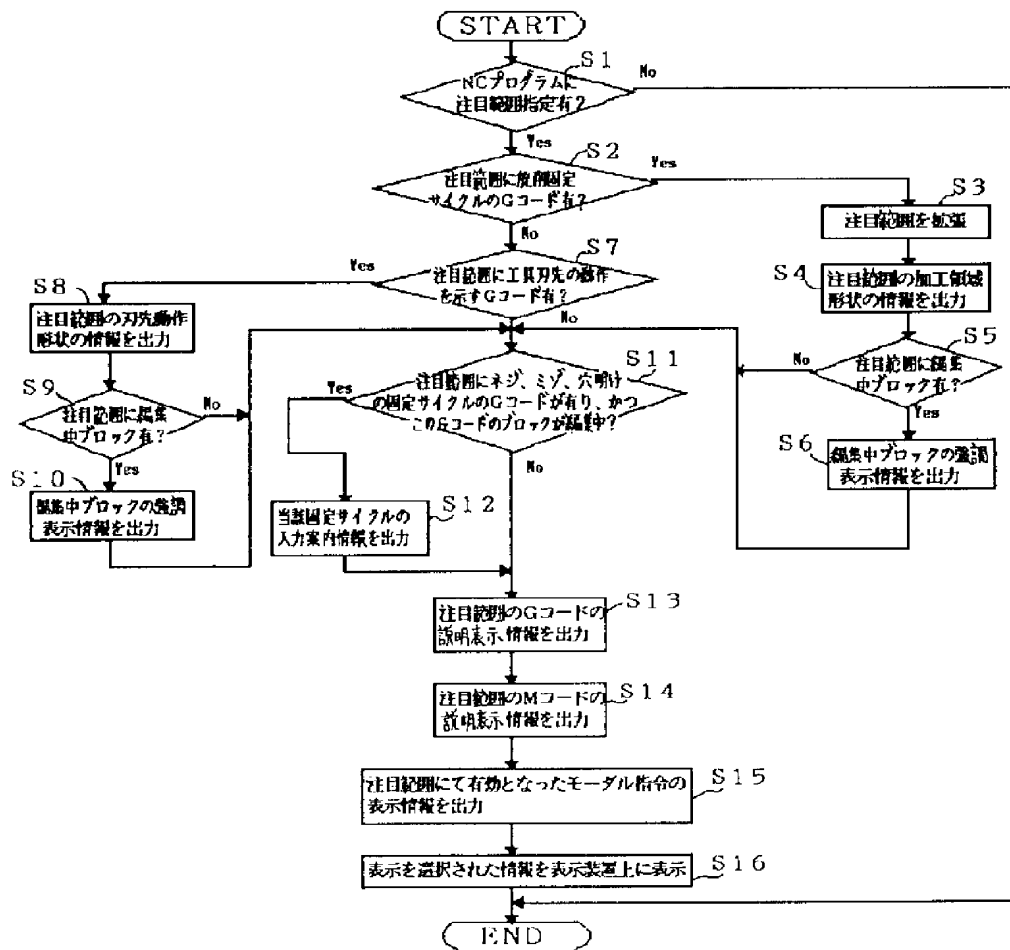 START
S1
No
NCプログラムに
注目範囲指定有?
Yes
S2
Yes
注目範囲に旋削固定
サイクルのGコード有?
No
S3
注目範囲を拡張
S7
Yes
注目範囲に工具刃先の動作
を示すGコード有?
No
S4
注目範囲の加工領域
形状の情報を出力
S8
注目範囲の刃先動作
形状の情報を出力
S5
No
注目範囲に編集
中ブロック有?
Yes
S11
Yes
注目範囲にネジ、ミゾ、穴明け
の固定サイクルのGコードが有り、かつ
このGコードのブロックが編集中?
No
S9
No
注目範囲に編集
中ブロック有?
Yes
S6
編集中ブロックの強調
表示情報を出力
S10
編集中ブロックの強調
表示情報を出力
S12
当該固定サイクルの
入力案内情報を出力
S13
注目範囲のGコードの
説明表示情報を出力
S14
注目範囲のMコードの
説明表示情報を出力
S15
注目範囲にて有効となったモーダル指令の
表示情報を出力
S16
表示を選択された情報を表示装置上に表示
END